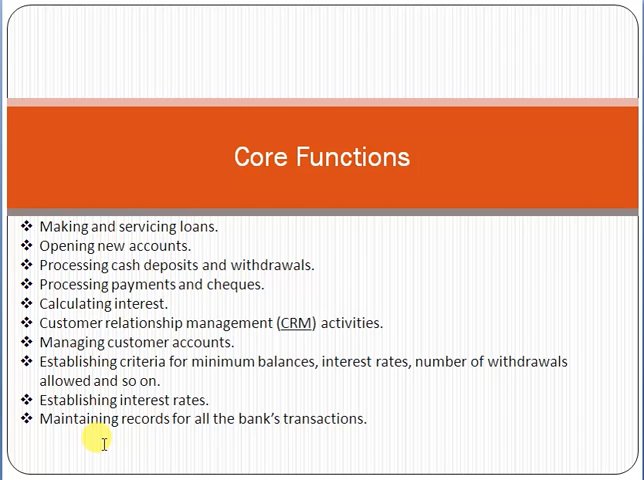 Core Functions
❖ Making and servicing loans.
❖ Opening new accounts.
❖ Processing cash deposits and withdrawals.
❖ Processing payments and cheques.
❖ Calculating interest.
❖ Customer relationship management (CRM) activities.
❖ Managing customer accounts.
❖ Establishing criteria for minimum balances, interest rates, number of withdrawals
allowed and so on.
❖ Establishing interest rates.
❖ Maintaining records for all the bank’s transactions.